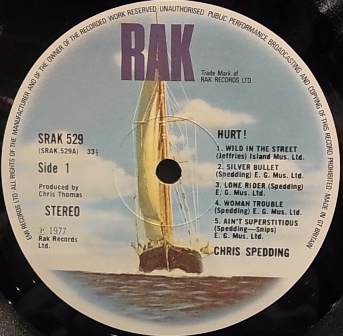 EMI RECORDS LTD. ALL RIGHTS OF THE MANUFACTURER AND OF THE OWNER OF THE RECORDED WORK RESERVED. UNAUTHORISED PUBLIC PERFORMANCE BROADCASTING AND COPYING OF THIS RECORD PROHIBITED. MADE IN GT BRITAIN
RAK
Trade Mark of
RAK RECORDS LTD.
SRAK 529
(SRAK.529A) 33⅓
Side 1
Produced by
Chris Thomas
STEREO
℗ 1977
Rak Records
Ltd.
HURT!
1. WILD IN THE STREET
(Jeffries) Island Mus. Ltd.
2. SILVER BULLET
(Spedding) E. G. Mus. Ltd.
3. LONE RIDER (Spedding)
E. G. Mus. Ltd.
4. WOMAN TROUBLE
(Spedding) E. G. Mus. Ltd.
5. AIN'T SUPERSTITIOUS
(Spedding—Snips)
E. G. Mus. Ltd.
CHRIS SPEDDING